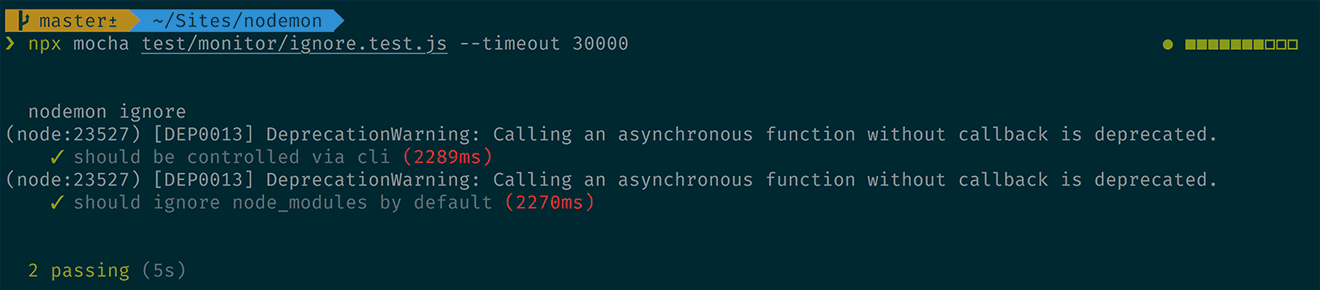 master± ~/Sites/nodemon
❯ npx mocha test/monitor/ignore.test.js --timeout 30000
nodemon ignore
(node:23527) [DEP0013] DeprecationWarning: Calling an asynchronous function without callback is deprecated.
✓ should be controlled via cli (2289ms)
(node:23527) [DEP0013] DeprecationWarning: Calling an asynchronous function without callback is deprecated.
✓ should ignore node_modules by default (2270ms)
2 passing (5s)